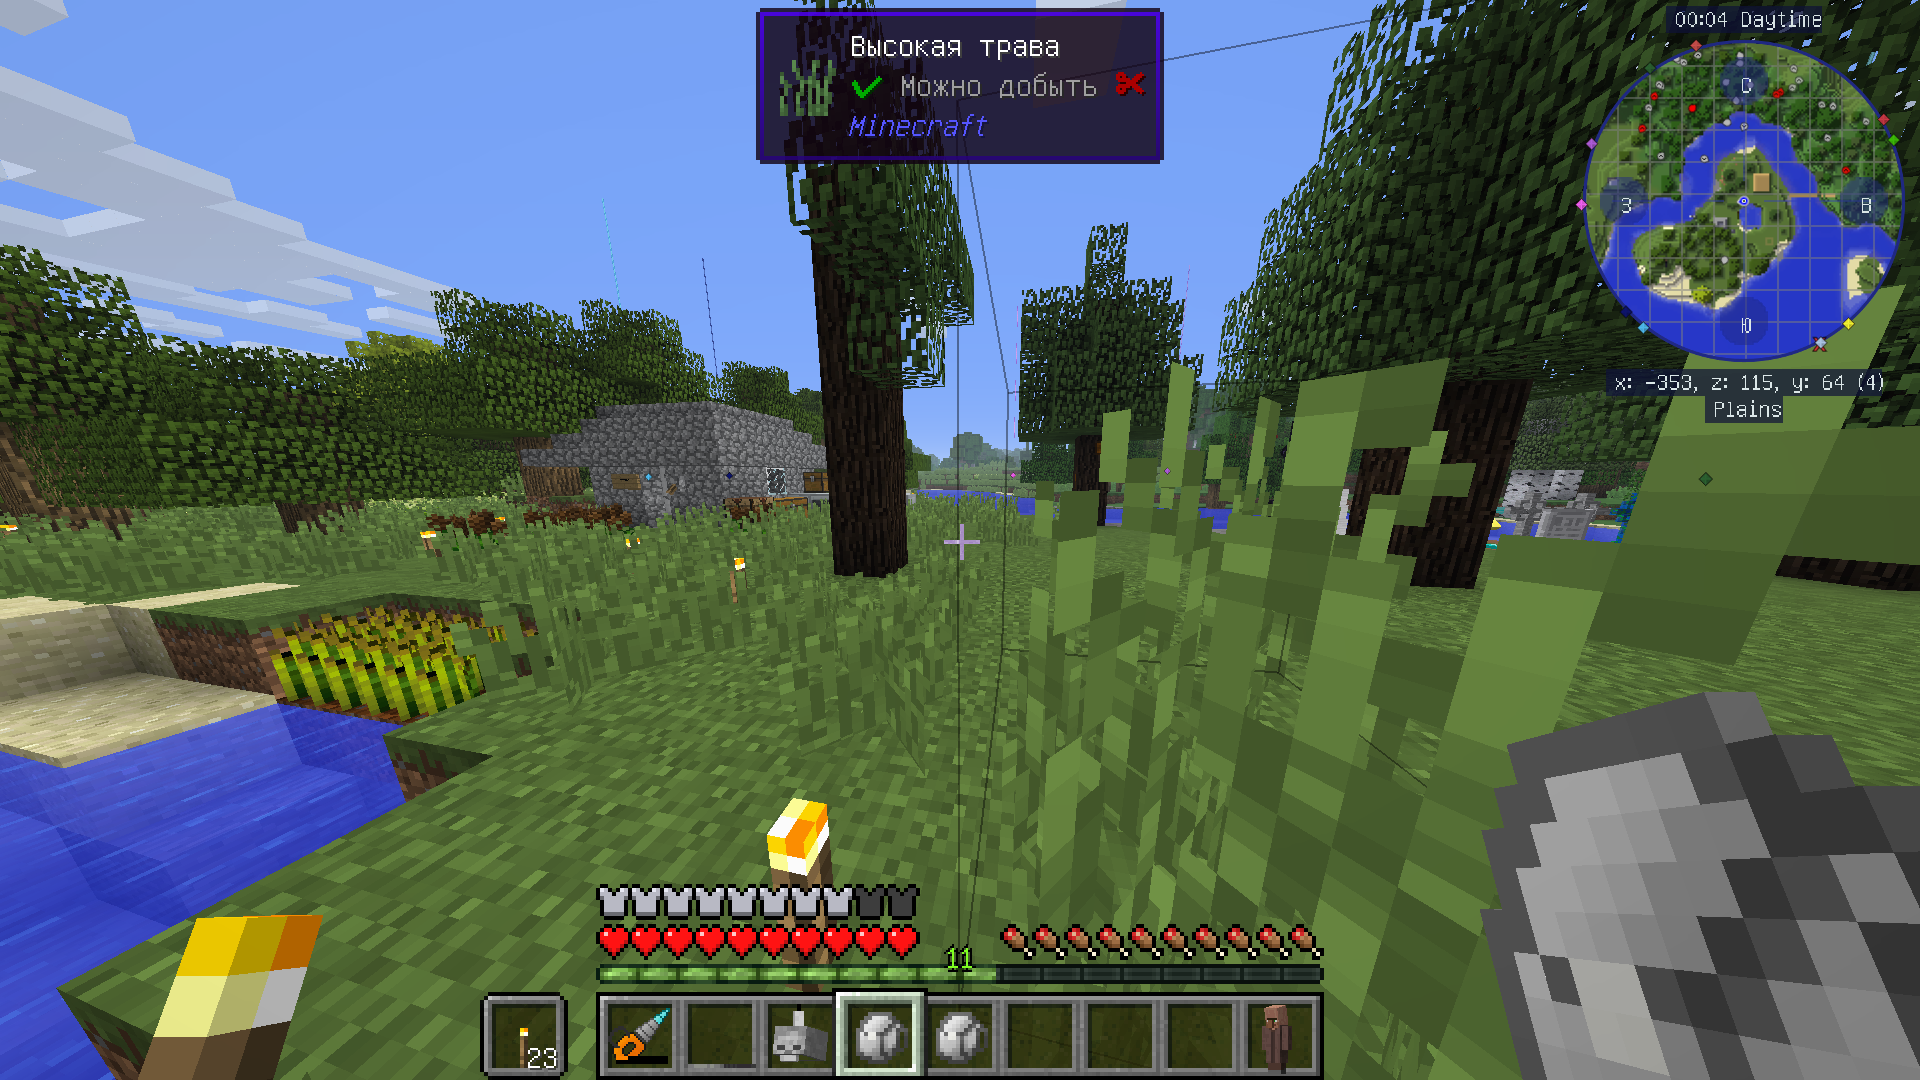 Высокая трава
Можно добыть
Minecraft
00:04 Daytime
С
З
В
Ю
x: -353, z: 115, y: 64 (4)
Plains
11
23